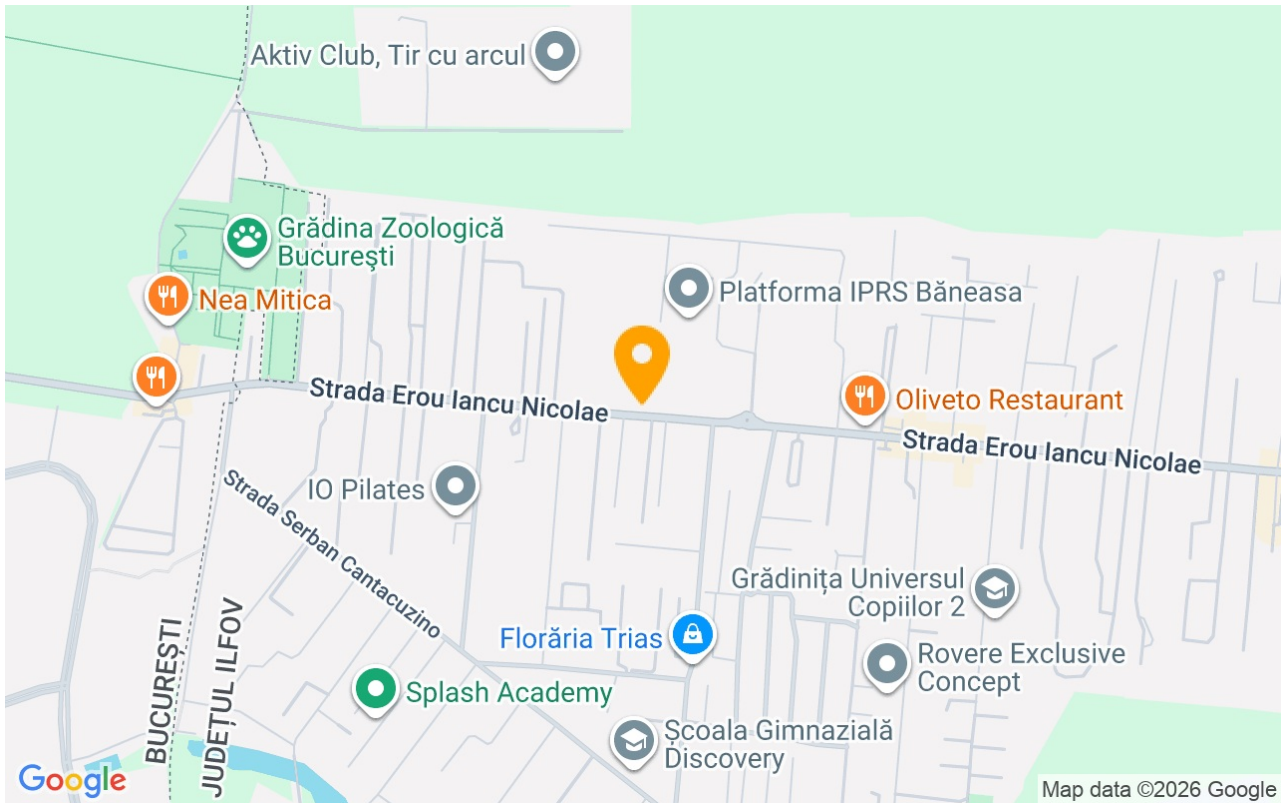 Aktiv Club, Tir cu arcul
Grădina Zoologică
București
Nea Mitica
Platforma IPRS Băneasa
Strada Erou Iancu Nicolae
Oliveto Restaurant
Strada Erou Iancu Nicolae
IO Pilates
Strada Serban Cantacuzino
Grădinița Universul
Copiilor 2
Florăria Trias
Rovere Exclusive
Concept
BUCUREȘTI
JUDEȚUL ILFOV
Splash Academy
Școala Gimnazială
Discovery
Google
Map data ©2026 Google